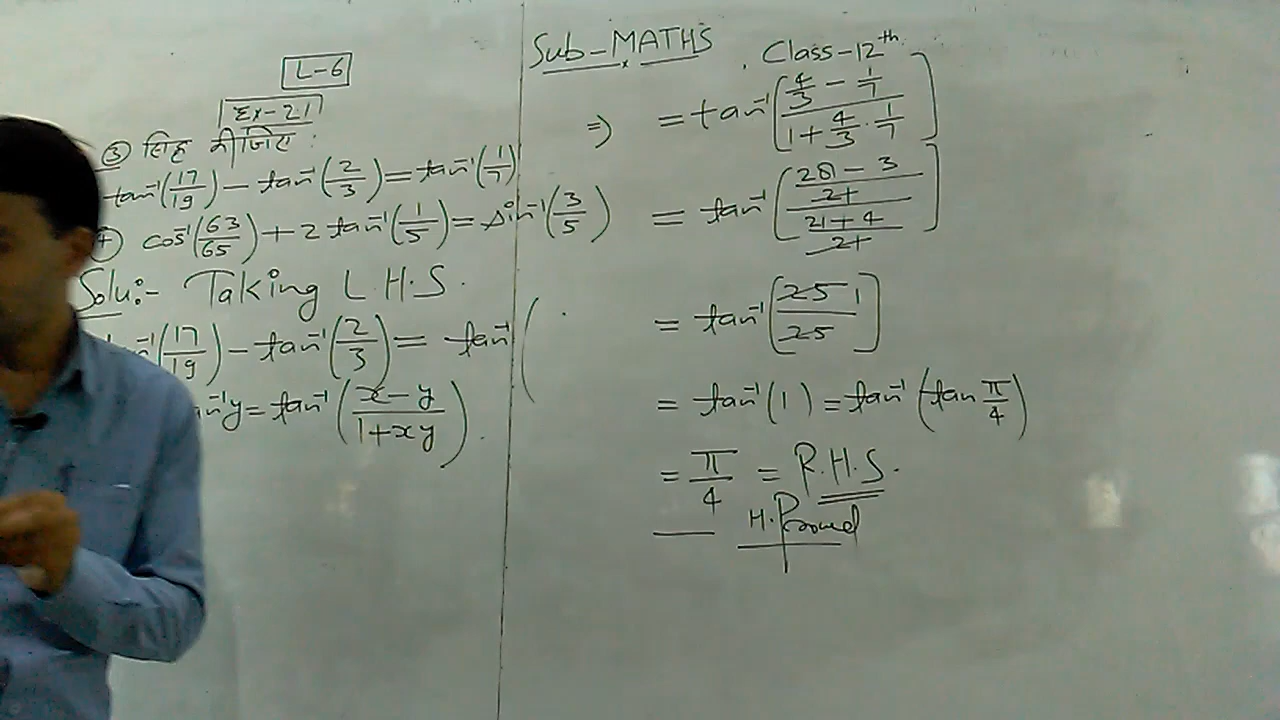 Sub-MATHS Class-12th
L-6
Ex-2.1
③ सिद्ध कीजिए:
tan⁻¹(17/19) - tan⁻¹(2/3) = tan⁻¹(1/7)
④ cos⁻¹(63/65) + 2 tan⁻¹(1/5) = sin⁻¹(3/5)
Solu:- Taking L.H.S.
tan⁻¹(17/19) - tan⁻¹(2/3) = tan⁻¹(
tan⁻¹y = tan⁻¹((x-y)/(1+xy)).
⇒ = tan⁻¹[(4/3 - 1/7)/(1 + 4/3 · 1/7)]
= tan⁻¹[((28 - 3)/21)/((21 + 4)/21)]
= tan⁻¹[25 1/25]
= tan⁻¹(1) = tan⁻¹(tan π/4)
= π/4 = R.H.S.
H. Proved